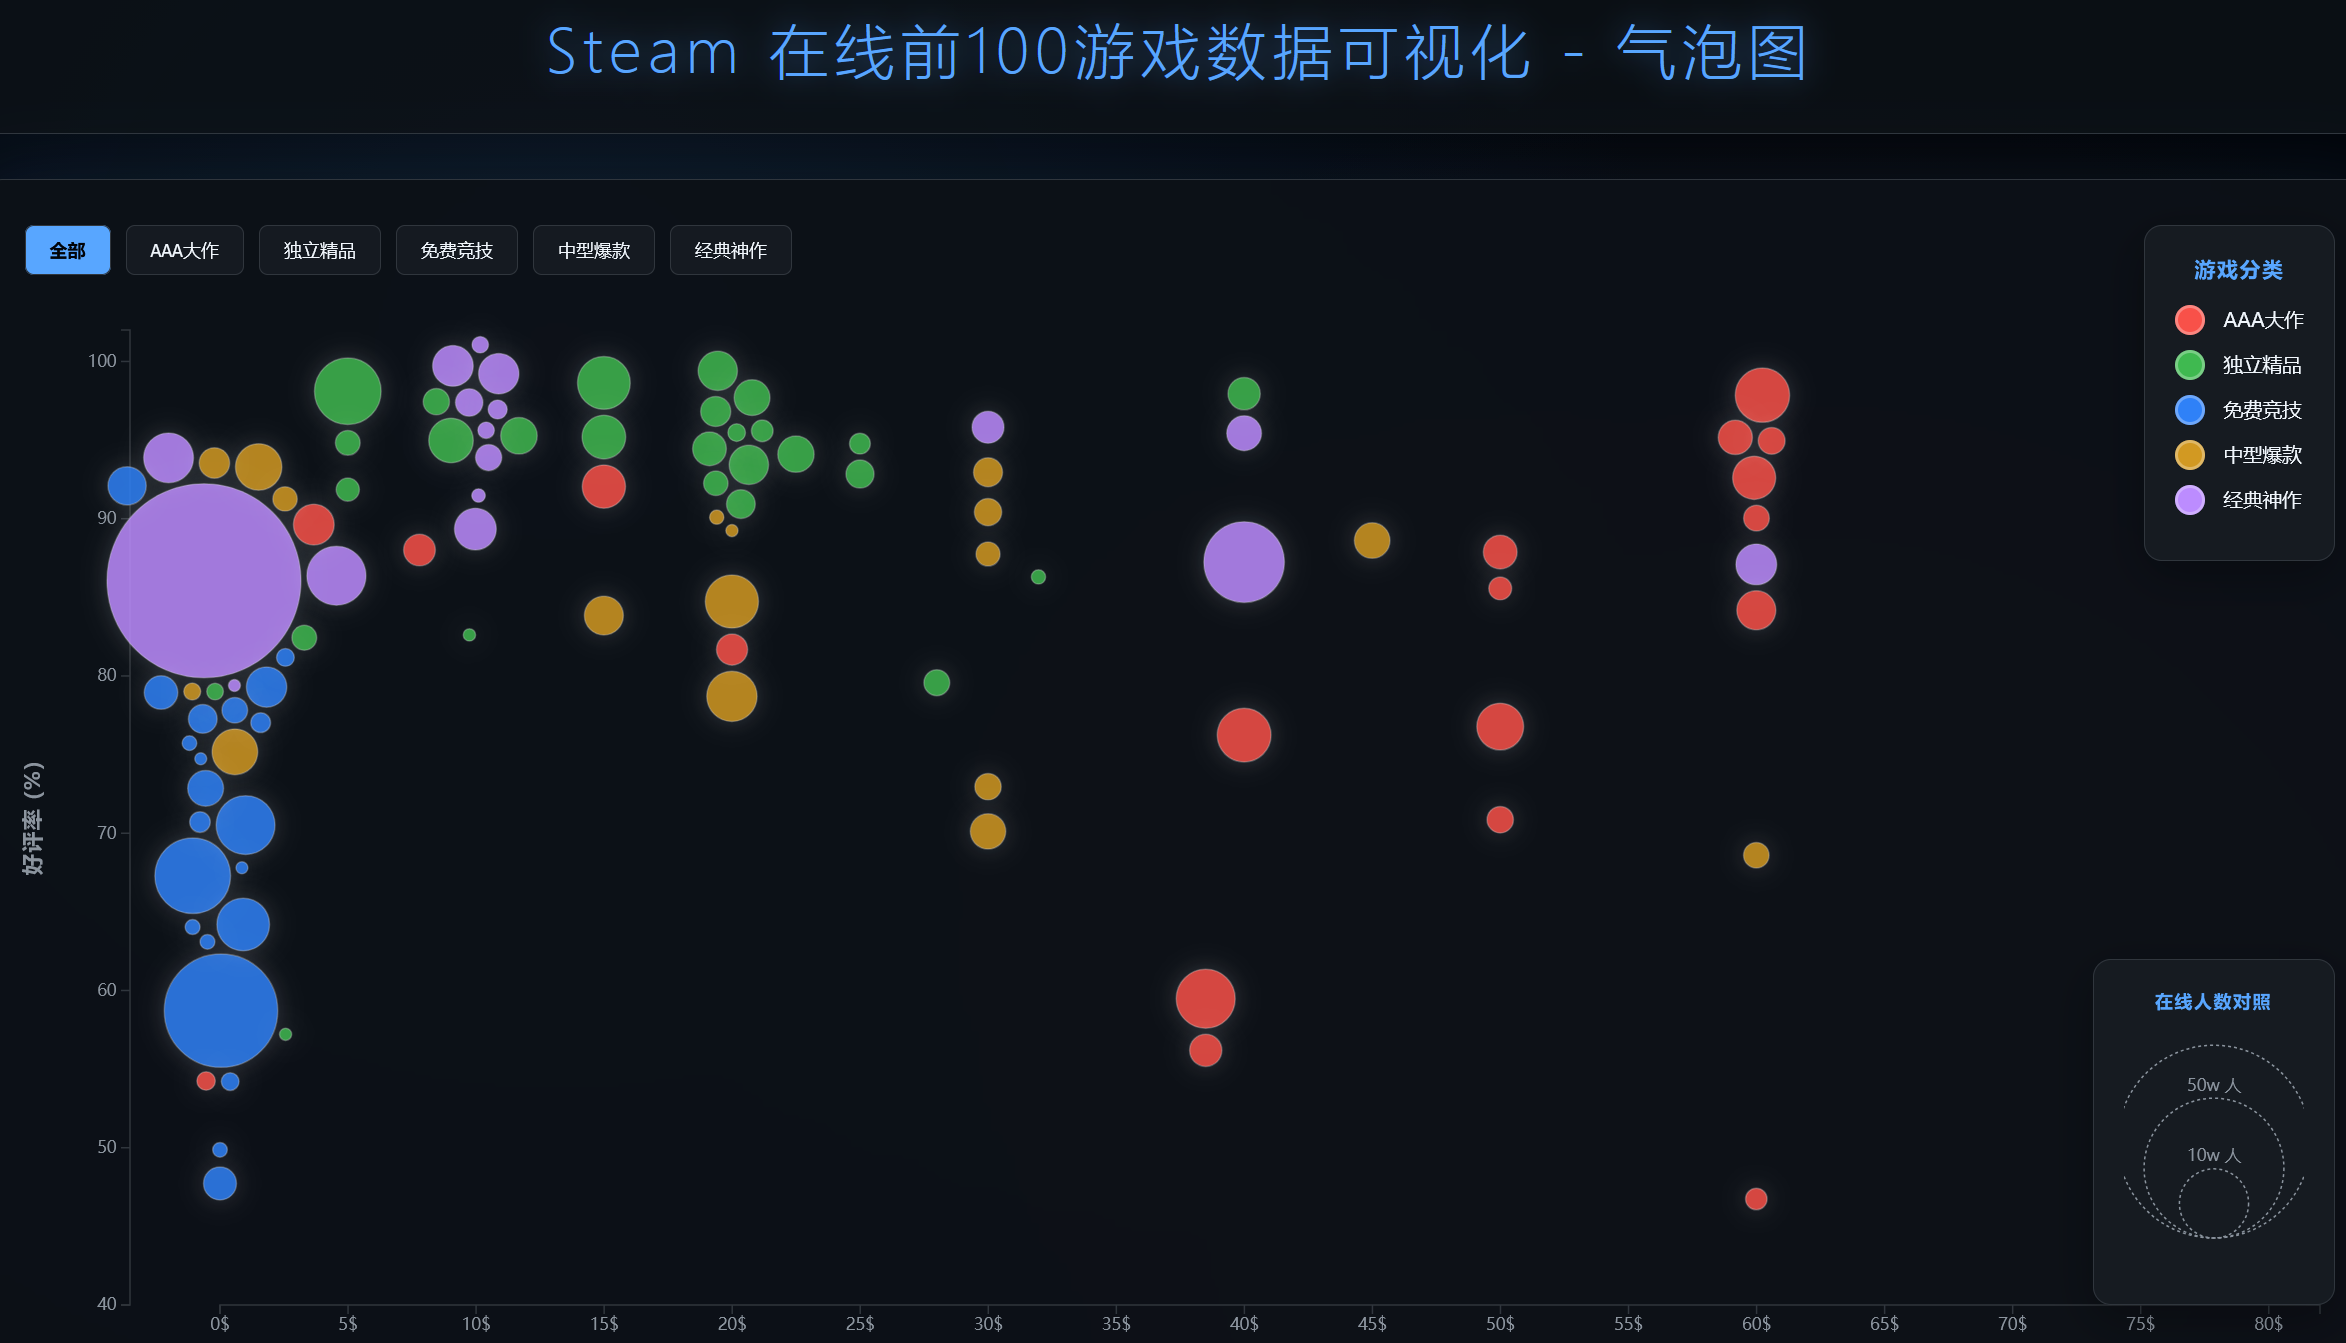 Steam 在线前100游戏数据可视化 - 气泡图
全部
AAA大作
独立精品
免费竞技
中型爆款
经典神作
游戏分类
AAA大作
独立精品
免费竞技
中型爆款
经典神作
好评率 (%)
100
90
80
70
60
50
40
0$
5$
10$
15$
20$
25$
30$
35$
40$
45$
50$
55$
60$
65$
70$
75$
80$
在线人数对照
50w 人
10w 人